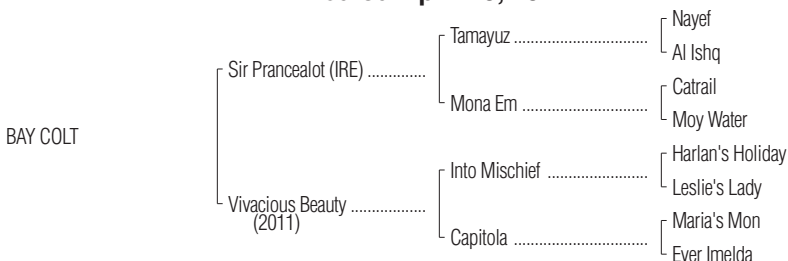 Nayef
Tamayuz
Al Ishq
Sir Prancealot (IRE)
Catrail
Mona Em
Moy Water
BAY COLT
Harlan's Holiday
Into Mischief
Leslie's Lady
Vivacious Beauty
(2011)
Maria's Mon
Capitola
Ever Imelda